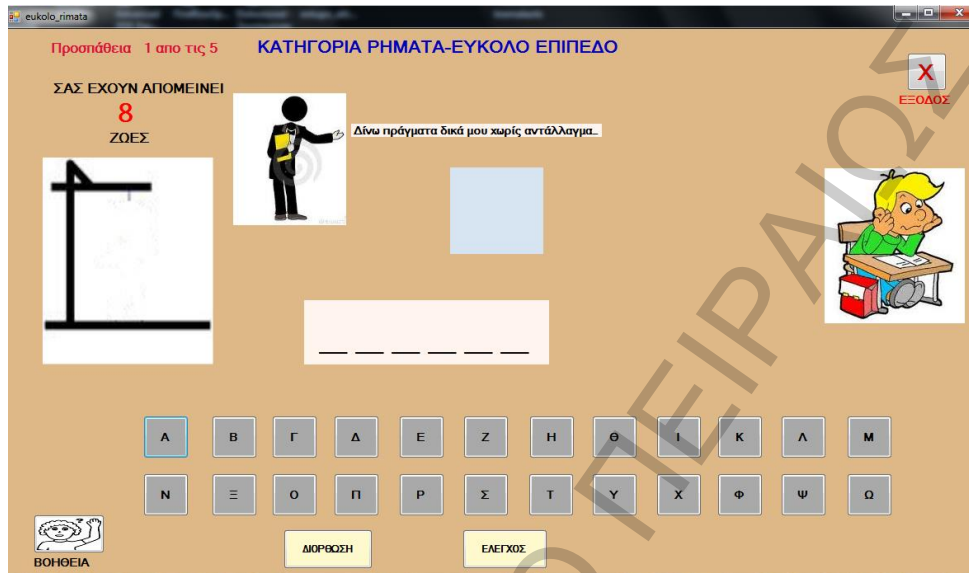 eukolo_rimata
Προσπάθεια 1 απο τις 5
ΚΑΤΗΓΟΡΙΑ ΡΗΜΑΤΑ-ΕΥΚΟΛΟ ΕΠΙΠΕΔΟ
X
ΕΞΟΔΟΣ
ΣΑΣ ΕΧΟΥΝ ΑΠΟΜΕΙΝΕΙ
8
ΖΩΕΣ
Δίνω πράγματα δικά μου χωρίς αντάλλαγμα..
Α Β Γ Δ Ε Ζ Η Θ Ι Κ Λ Μ
Ν Ξ Ο Π Ρ Σ Τ Υ Χ Φ Ψ Ω
ΔΙΟΡΘΩΣΗ ΕΛΕΓΧΟΣ
ΒΟΗΘΕΙΑ
Ο ΠΕΙΡΑΙΩΣ